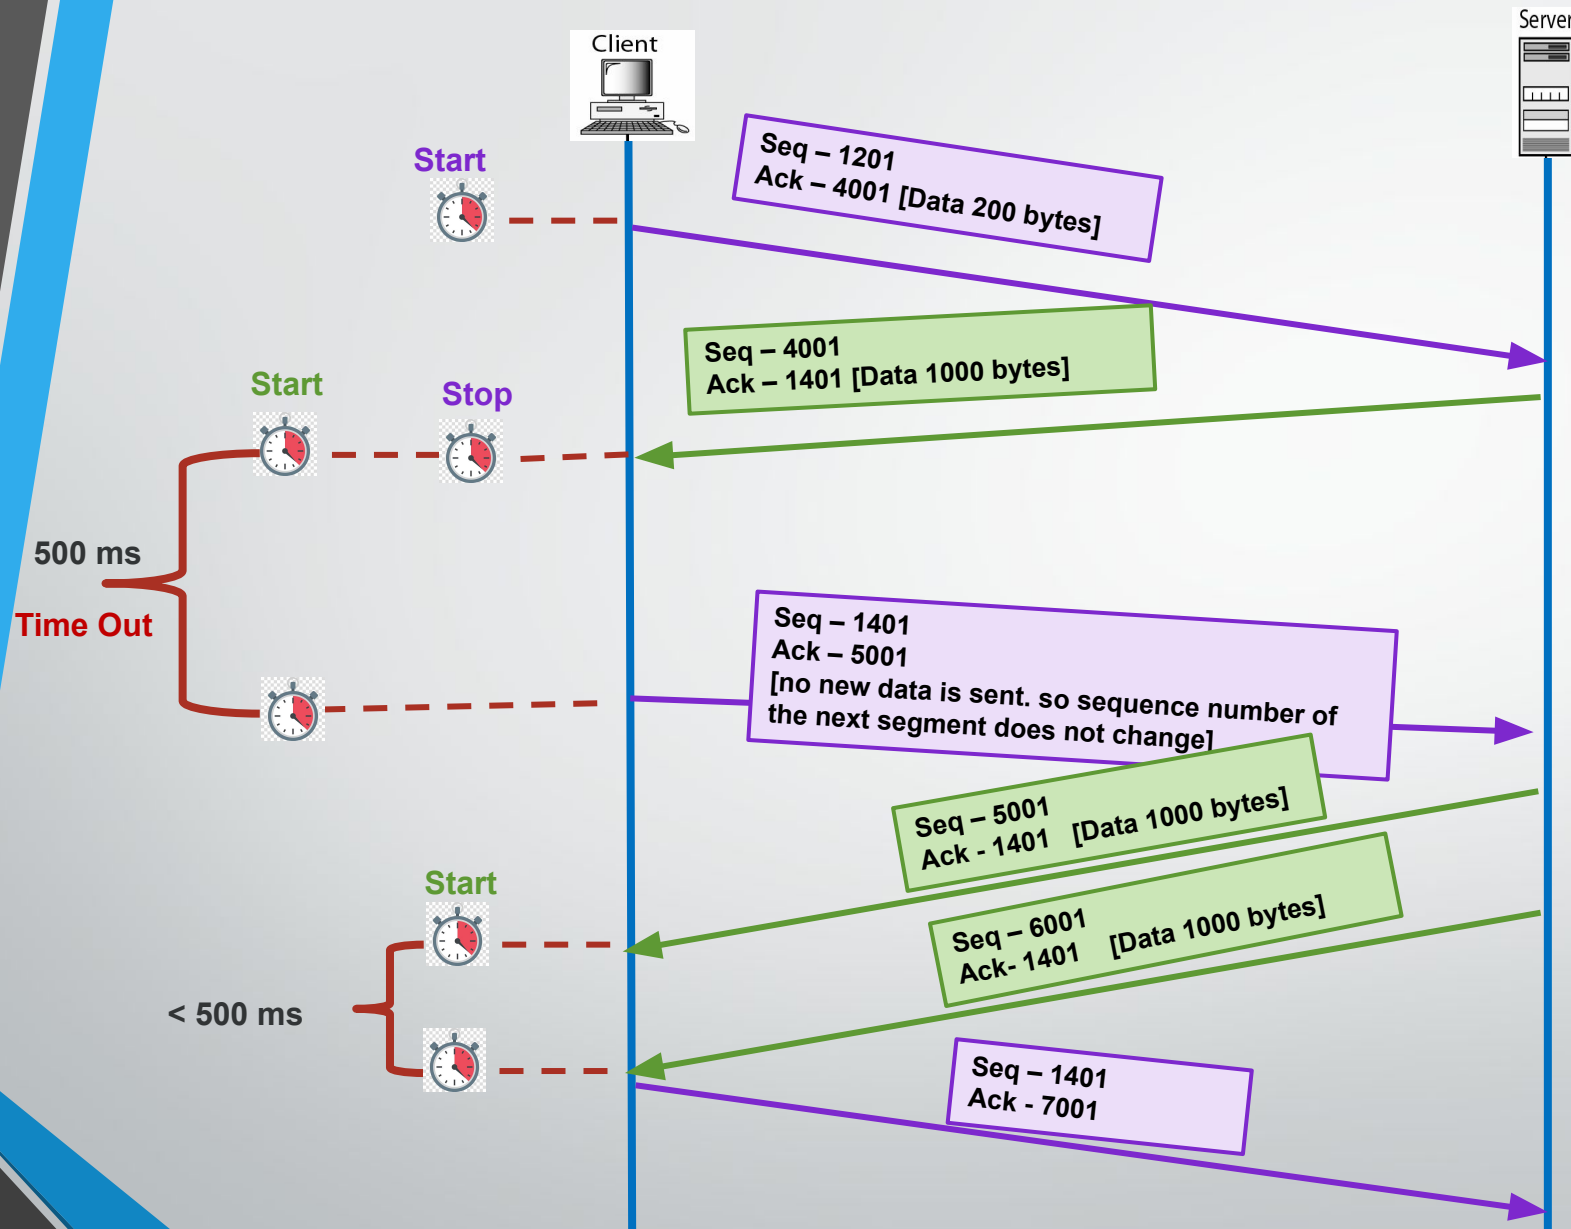 Server
Client
Start
Seq – 1201
Ack – 4001 [Data 200 bytes]
Seq – 4001
Ack – 1401 [Data 1000 bytes]
Start
Stop
500 ms
Time Out
Seq – 1401
Ack – 5001
[no new data is sent. so sequence number of
the next segment does not change]
Seq – 5001
Ack - 1401 [Data 1000 bytes]
Start
Seq – 6001
Ack- 1401 [Data 1000 bytes]
< 500 ms
Seq – 1401
Ack - 7001